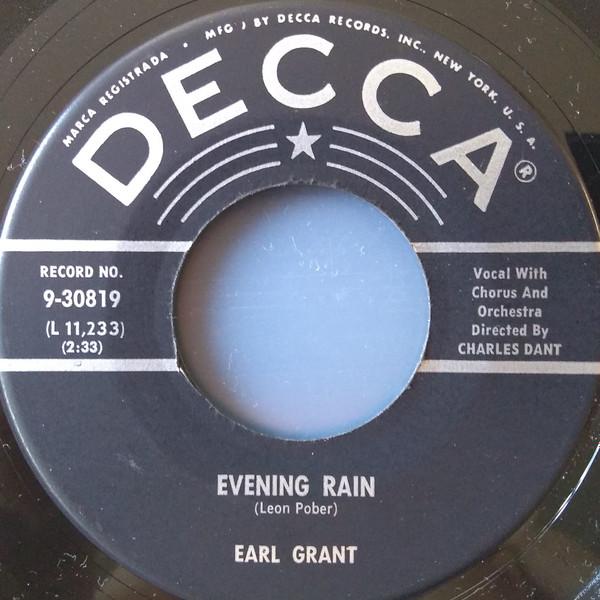 MARCA REGISTRADA • MFG'D BY DECCA RECORDS, INC., NEW YORK, U. S. A.
DECCA®
RECORD NO.
9-30819
(L 11,233)
(2:33)
Vocal With
Chorus And
Orchestra
Directed By
CHARLES DANT
EVENING RAIN
(Leon Pober)
EARL GRANT